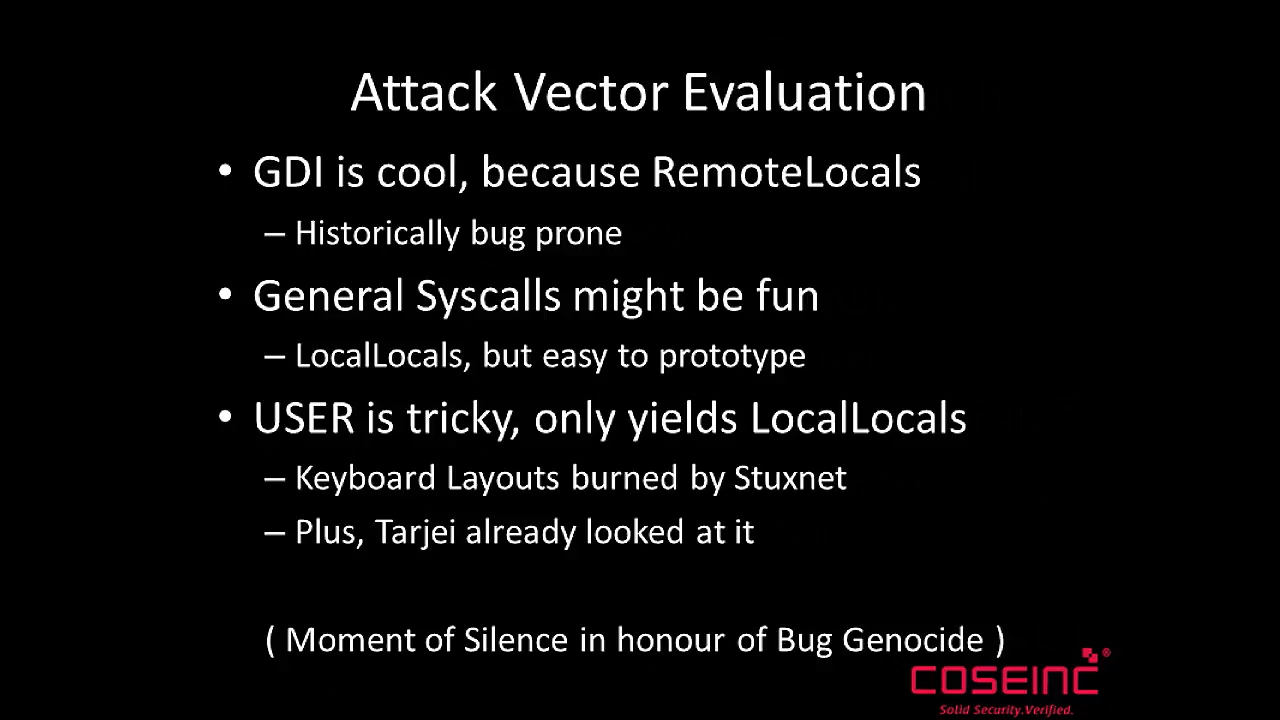 Attack Vector Evaluation
• GDI is cool, because RemoteLocals
– Historically bug prone
• General Syscalls might be fun
– LocalLocals, but easy to prototype
• USER is tricky, only yields LocalLocals
– Keyboard Layouts burned by Stuxnet
– Plus, Tarjei already looked at it
( Moment of Silence in honour of Bug Genocide )
COSEINC®
Solid Security.Verified.